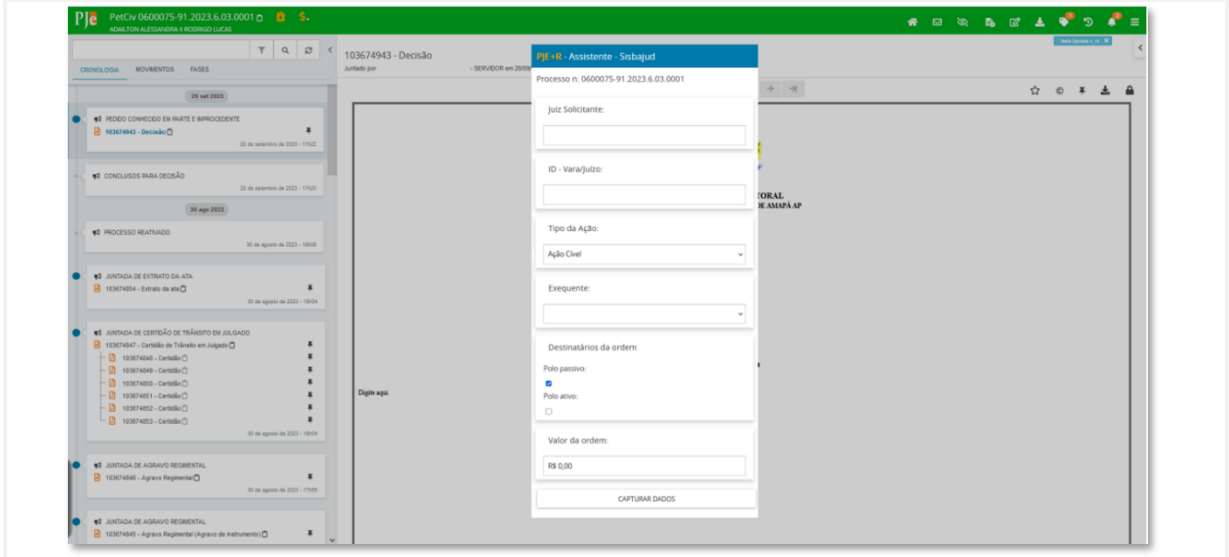 PJe PetCiv 0600075-91.2023.6.03.0001
ADAILTON ALESSANDRA X RODRIGO LUCAS
CRONOLOGIA MOVIMENTOS FASES
20 set 2023
PEDIDO CONHECIDO EM PARTE E IMPROCEDENTE
103674943 - Decisão
20 de setembro de 2023 - 17h22
CONCLUSOS PARA DECISÃO
20 de setembro de 2023 - 17h20
30 ago 2023
PROCESSO REATIVADO
30 de agosto de 2023 -
JUNTADA DE EXTRATO DA ATA
103674854 - Extrato da ata
30 de agosto de 2023 - 18h04
JUNTADA DE CERTIDÃO DE TRÂNSITO EM JULGADO
103674847 - Certidão de Trânsito em Julgado
103674848 - Certidão
103674849 - Certidão
103674850 - Certidão
103674851 - Certidão
103674852 - Certidão
103674853 - Certidão
30 de agosto de 2023 - 18h04
JUNTADA DE AGRAVO REGIMENTAL
103674846 - Agravo Regimental
30 de agosto de 2023 -
JUNTADA DE AGRAVO REGIMENTAL
103674845 - Agravo Regimental (Agravo de Instrumento)
103674943 - Decisão
Juntado por - SERVIDOR em 20/09
TORAL
DE AMAPÁ AP
Digite aqui.
PJE+R - Assistente - Sisbajud
Processo n: 0600075-91.2023.6.03.0001
Juiz Solicitante:
ID - Vara/Juízo:
Tipo da Ação:
Ação Cível
Exequente:
Destinatários da ordem
Polo passivo:
Polo ativo:
Valor da ordem:
R$ 0,00
CAPTURAR DADOS